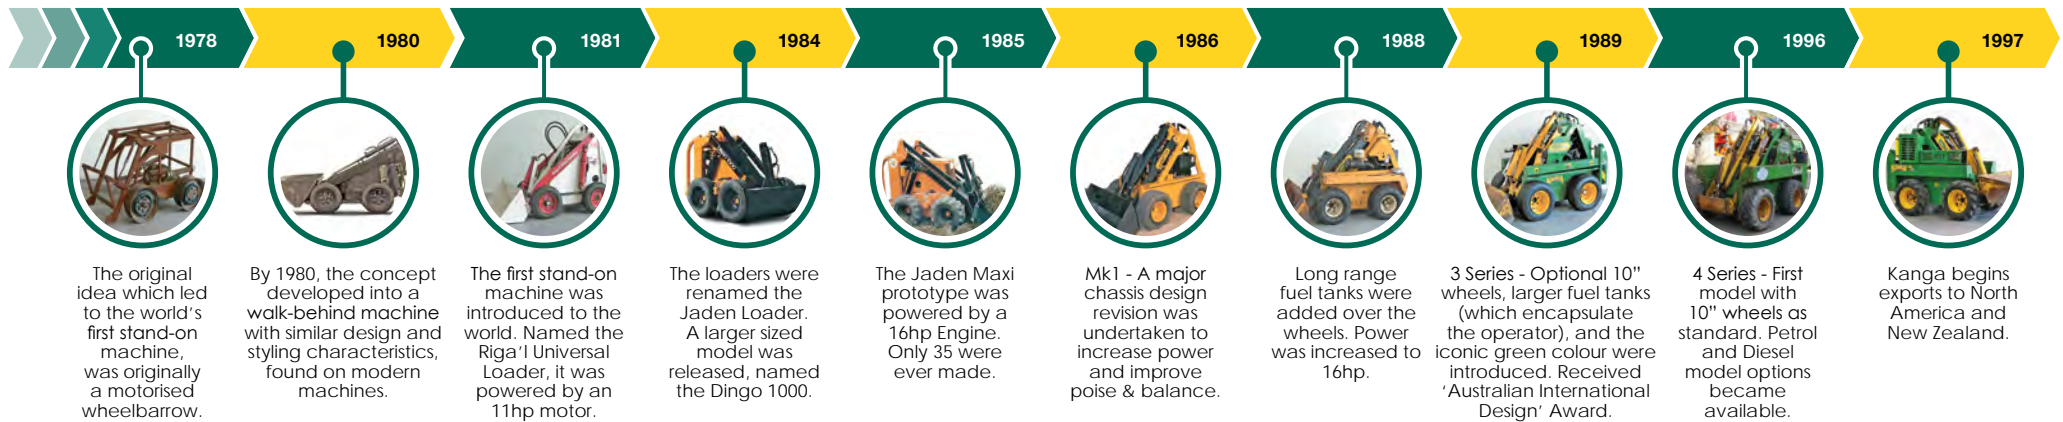 1978
1980
1981
1984
1985
1986
1988
1989
1996
1997
The original
idea which led
to the world's
first stand-on
machine,
was originally
a motorised
wheelbarrow.
By 1980, the concept
developed into a
walk-behind machine
with similar design and
styling characteristics,
found on modern
machines.
The first stand-on
machine was
introduced to the
world. Named the
Riga'l Universal
Loader, it was
powered by an
11hp motor.
The loaders were
renamed the
Jaden Loader.
A larger sized
model was
released, named
the Dingo 1000.
The Jaden Maxi
prototype was
powered by a
16hp Engine.
Only 35 were
ever made.
Mk1 - A major
chassis design
revision was
undertaken to
increase power
and improve
poise & balance.
Long range
fuel tanks were
added over the
wheels. Power
was increased to
16hp.
3 Series - Optional 10”
wheels, larger fuel tanks
(which encapsulate
the operator), and the
iconic green colour were
introduced. Received
‘Australian International
Design’ Award.
4 Series - First
model with
10” wheels as
standard. Petrol
and Diesel
model options
became
available.
Kanga begins
exports to North
America and
New Zealand.